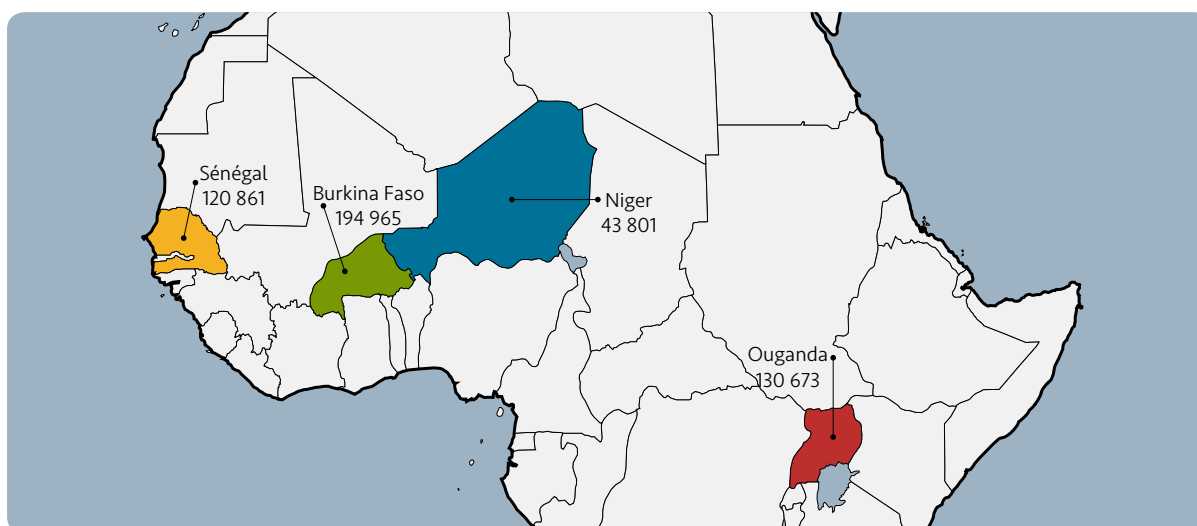 Sénégal
120 861
Burkina Faso
194 965
Niger
43 801
Ouganda
130 673